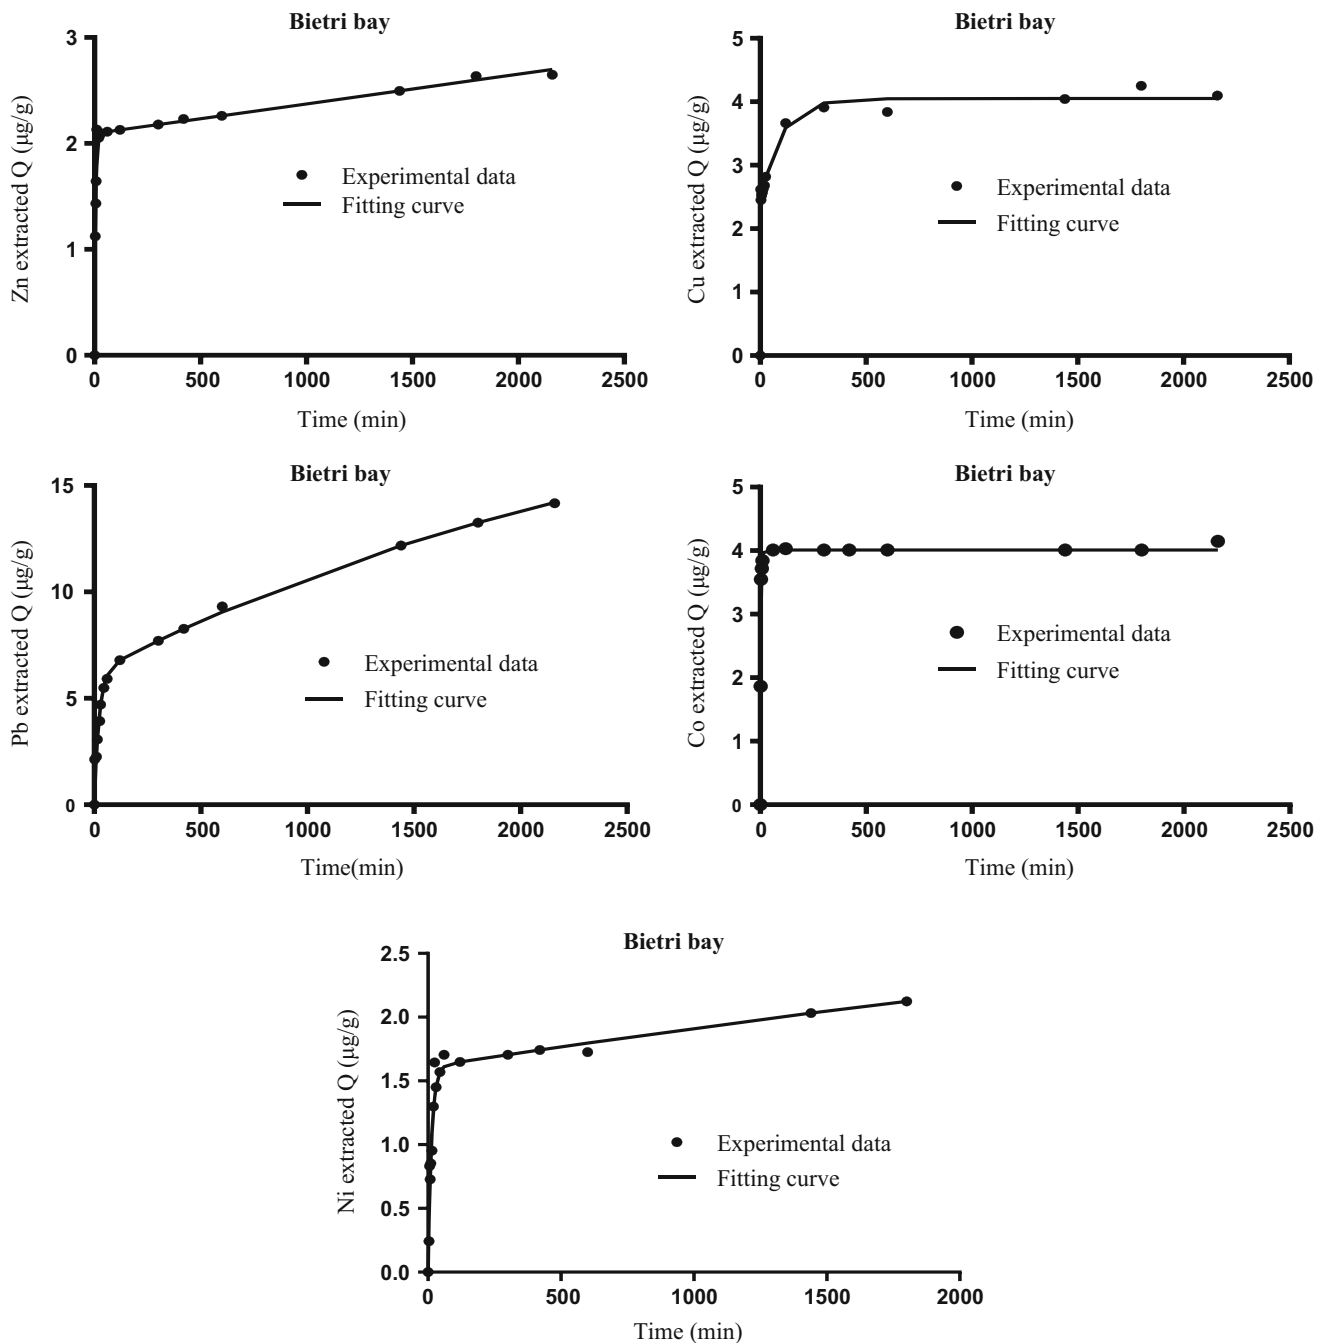 Bietri bay
Zn extracted Q (µg/g)
3
2
1
0
Experimental data
Fitting curve
0 500 1000 1500 2000 2500
Time (min)
Bietri bay
Cu extracted Q (µg/g)
5
4
3
2
1
0
Experimental data
Fitting curve
0 500 1000 1500 2000 2500
Time (min)
Bietri bay
Pb extracted Q (µg/g)
15
10
5
0
Experimental data
Fitting curve
0 500 1000 1500 2000 2500
Time(min)
Bietri bay
Co extracted Q (µg/g)
5
4
3
2
1
0
Experimental data
Fitting curve
0 500 1000 1500 2000 2500
Time (min)
Bietri bay
Ni extracted Q (µg/g)
2.5
2.0
1.5
1.0
0.5
0.0
Experimental data
Fitting curve
0 500 1000 1500 2000
Time (min)